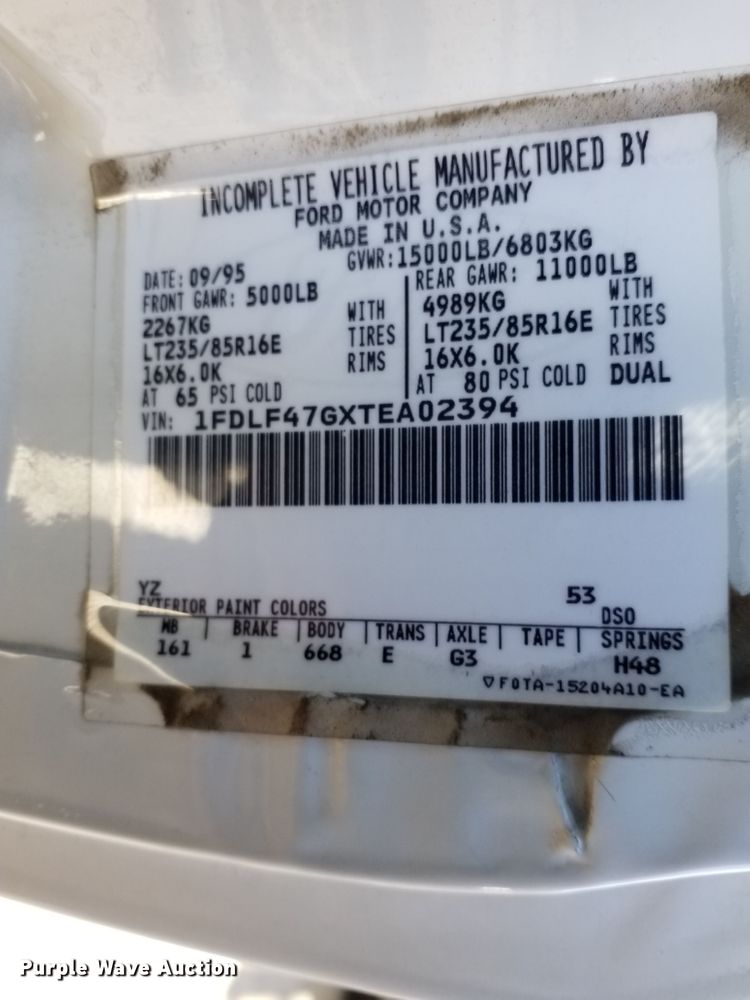 INCOMPLETE VEHICLE MANUFACTURED BY
FORD MOTOR COMPANY
MADE IN U.S.A.
DATE: 09/95 GVWR: 15000LB/6803KG
FRONT GAWR: 5000LB REAR GAWR: 11000LB
2267KG WITH 4989KG WITH
LT235/85R16E TIRES LT235/85R16E TIRES
16X6.0K RIMS 16X6.0K RIMS
AT 65 PSI COLD AT 80 PSI COLD DUAL
VIN: 1FDLF47GXTEA02394
YZ 53
EXTERIOR PAINT COLORS DSO
WB | BRAKE | BODY | TRANS | AXLE | TAPE | SPRINGS
161 1 668 E G3 H48
▽F0TA-15204A10-EA
Purple Wave Auction